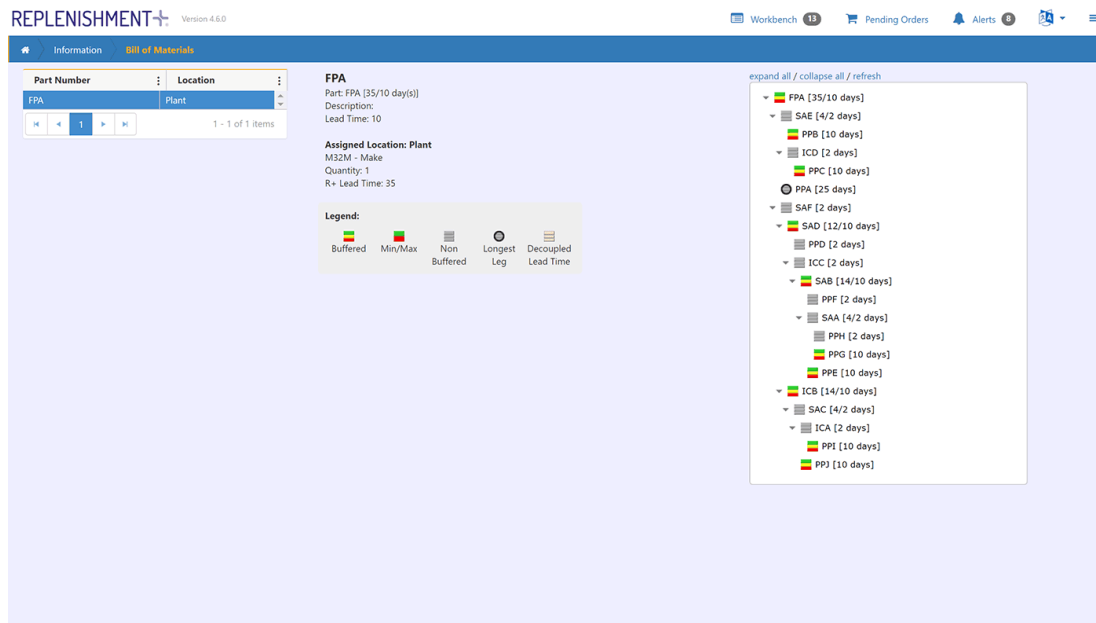 REPLENISHMENT+ Version 4.6.0 Workbench 13 Pending Orders Alerts 8
Information Bill of Materials
Part Number Location
FPA Plant
1 1 - 1 of 1 items
FPA
Part: FPA [35/10 day(s)]
Description:
Lead Time: 10
Assigned Location: Plant
M32M - Make
Quantity: 1
R+ Lead Time: 35
Legend:
Buffered Min/Max Non Buffered Longest Leg Decoupled Lead Time
expand all / collapse all / refresh
FPA [35/10 days]
SAE [4/2 days]
PPB [10 days]
ICD [2 days]
PPC [10 days]
PPA [25 days]
SAF [2 days]
SAD [12/10 days]
PPD [2 days]
ICC [2 days]
SAB [14/10 days]
PPF [2 days]
SAA [4/2 days]
PPH [2 days]
PPG [10 days]
PPE [10 days]
ICB [14/10 days]
SAC [4/2 days]
ICA [2 days]
PPI [10 days]
PPJ [10 days]